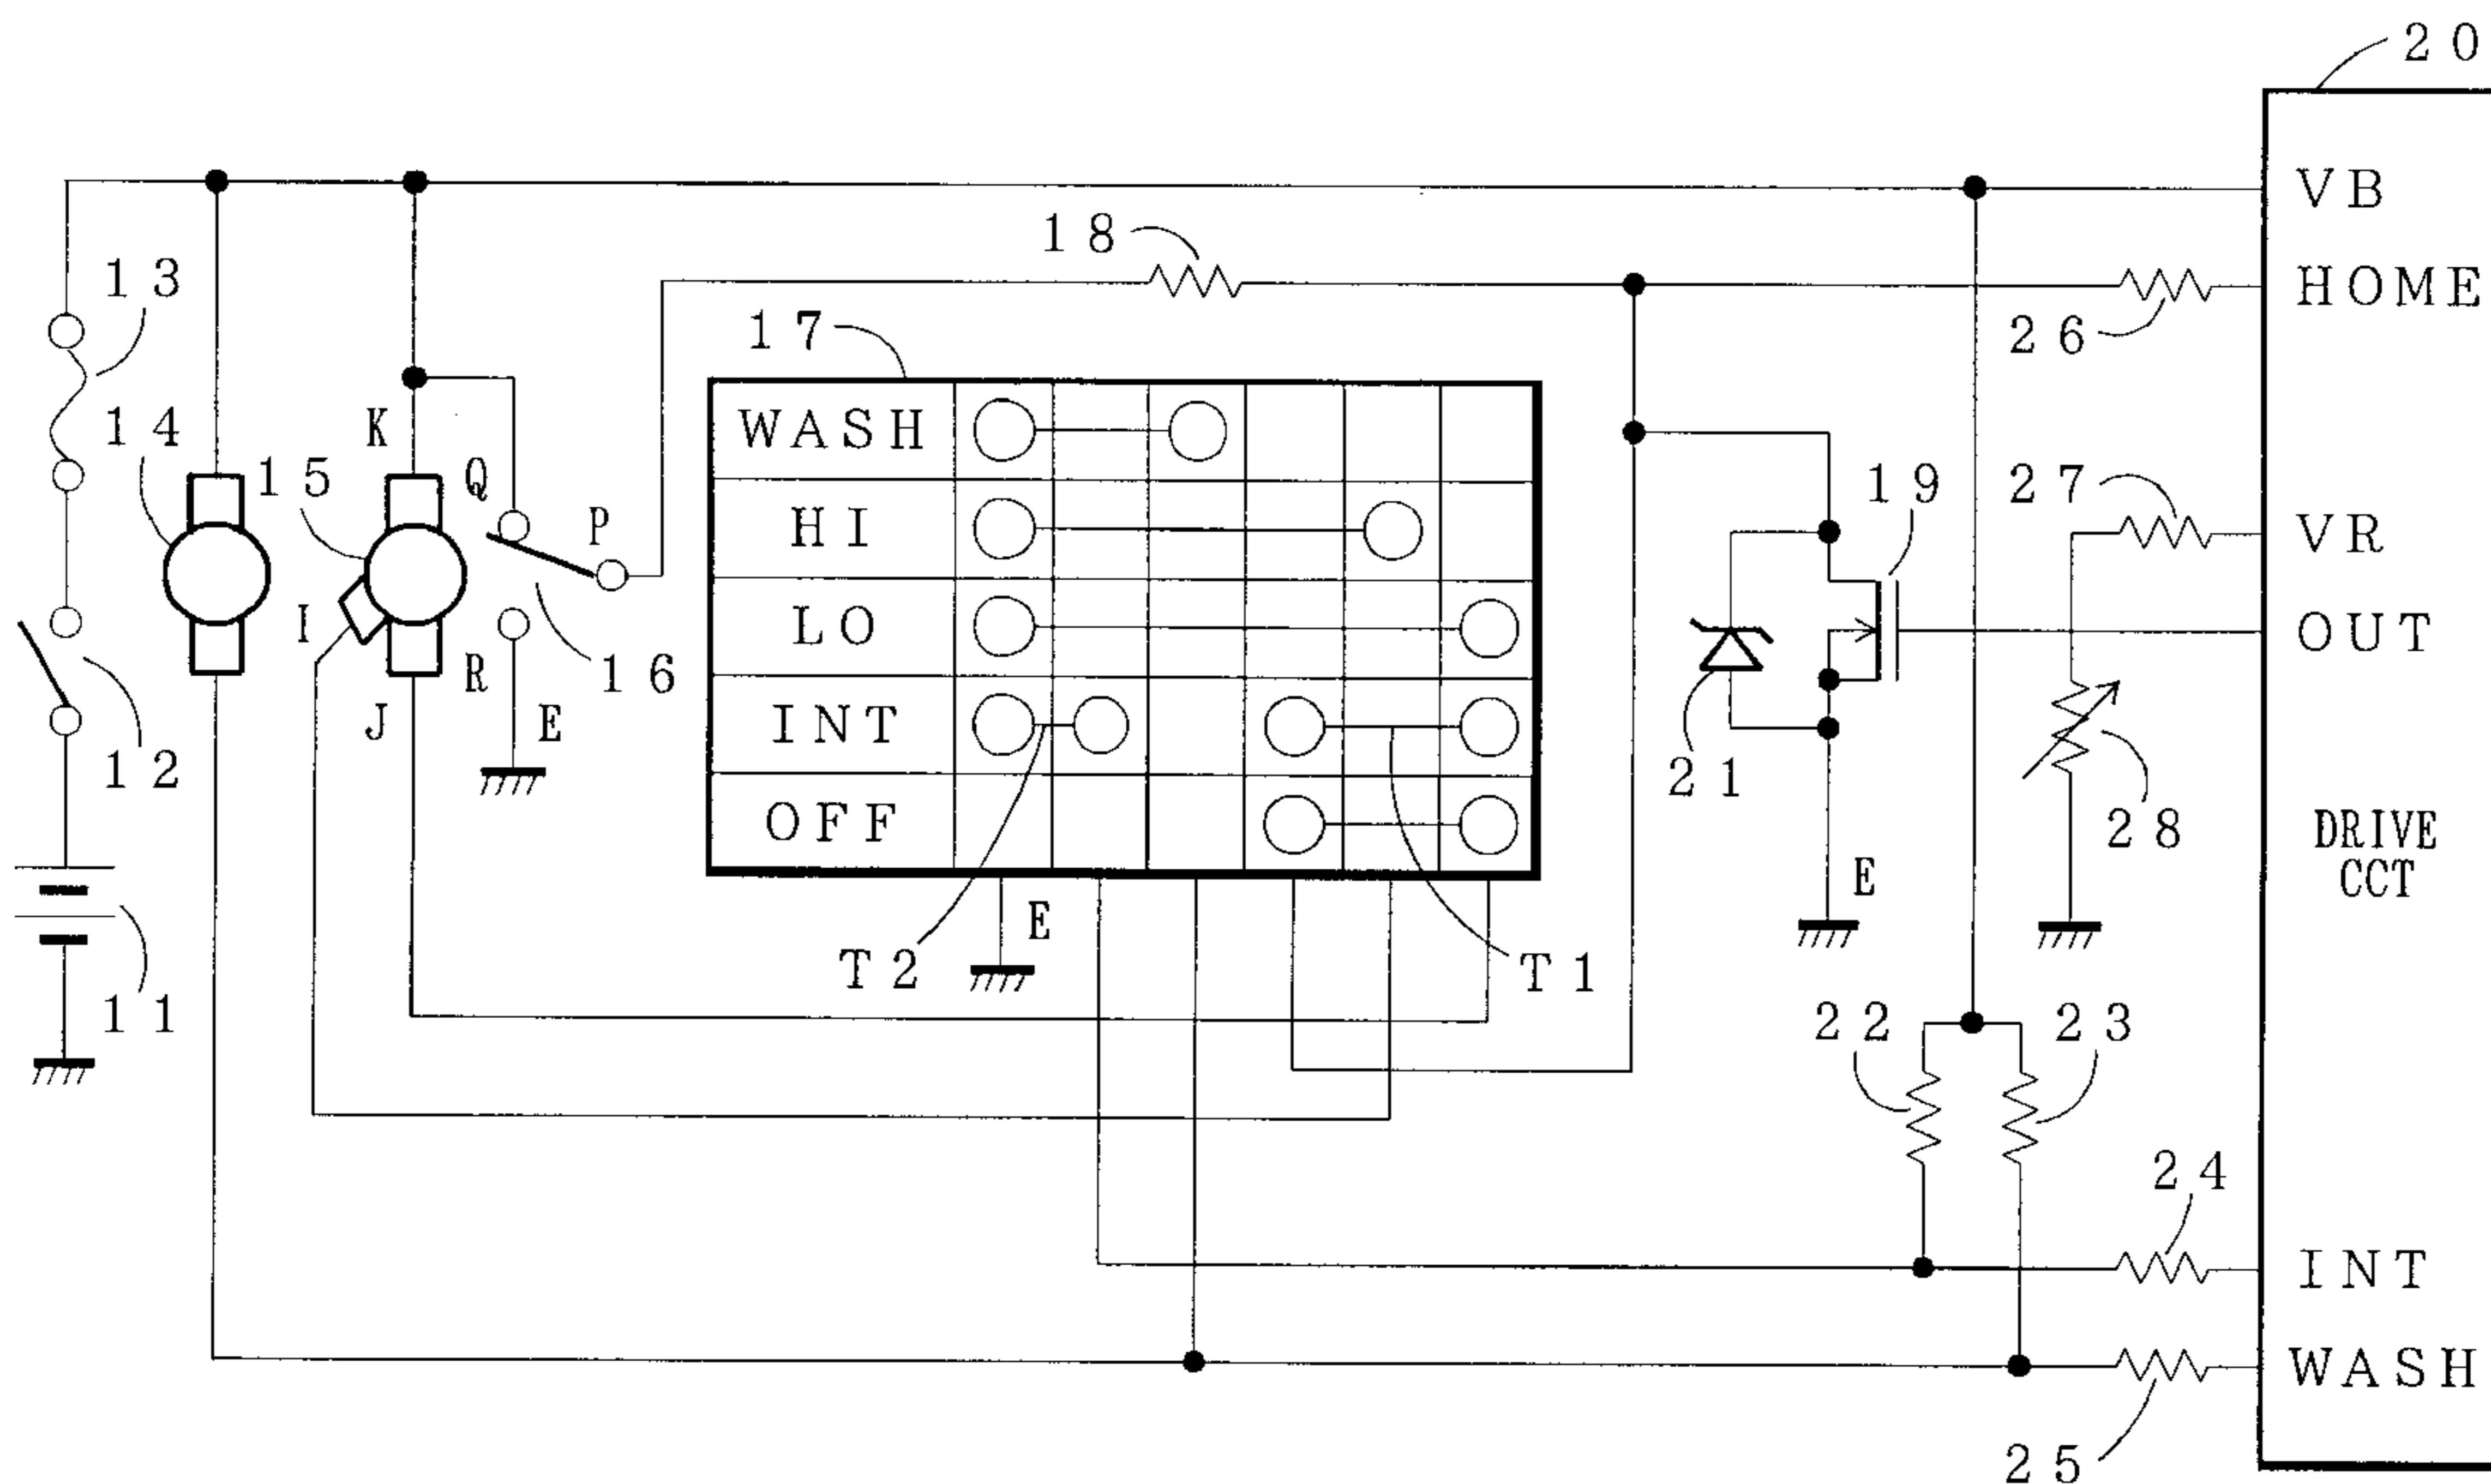 20
VB
18
HOME
13
17
26
WASH
14
K
15
Q
19
27
HI
P
VR
I
LO
OUT
R
16
INT
J
E
12
21
28
OFF
DRIVE
E
CCT
E
T2
T1
11
22
23
24
INT
WASH
25